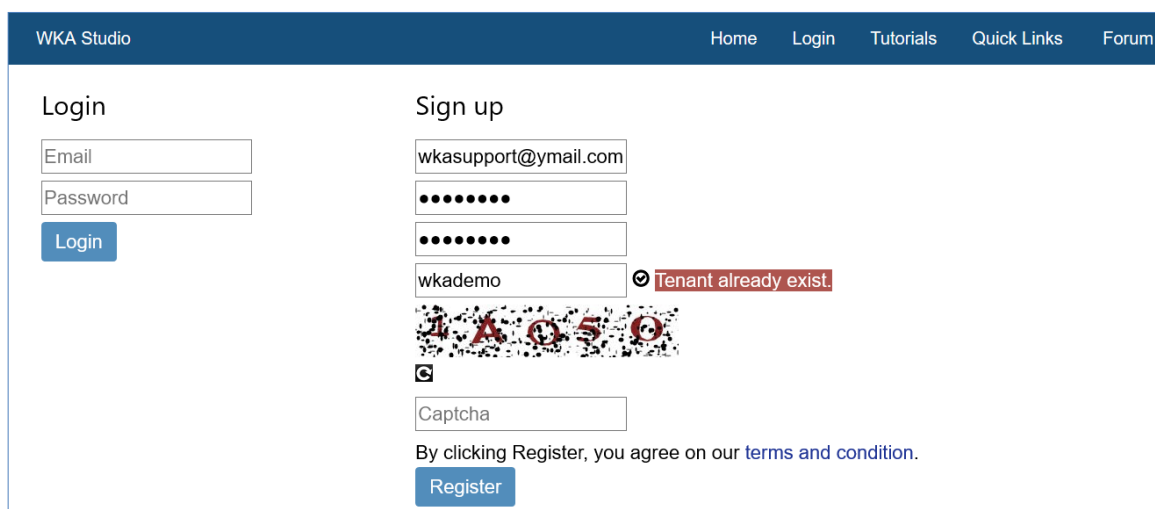 WKA Studio Home Login Tutorials Quick Links Forum
Login
Email
Password
Login
Sign up
wkasupport@ymail.com
••••••••
••••••••
wkademo Tenant already exist.
Captcha
By clicking Register, you agree on our terms and condition.
Register